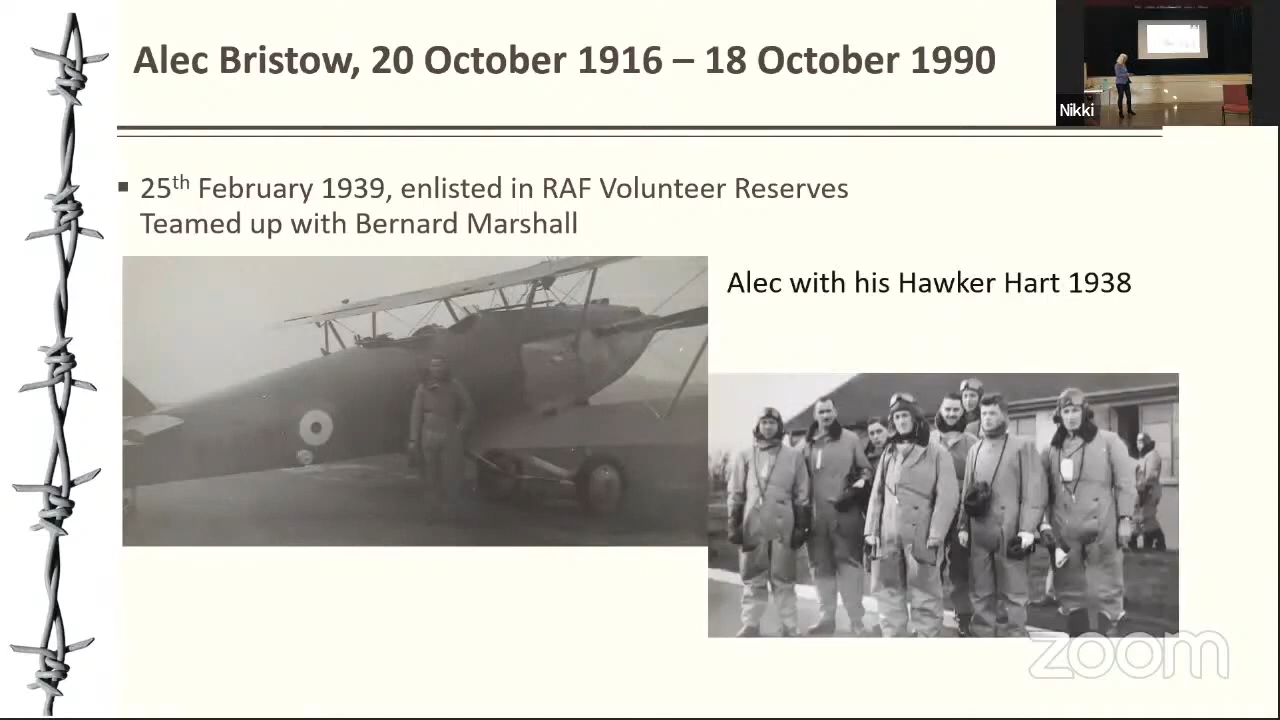 Alec Bristow, 20 October 1916 – 18 October 1990
Nikki
▪ 25th February 1939, enlisted in RAF Volunteer Reserves
Teamed up with Bernard Marshall
Alec with his Hawker Hart 1938
zoom